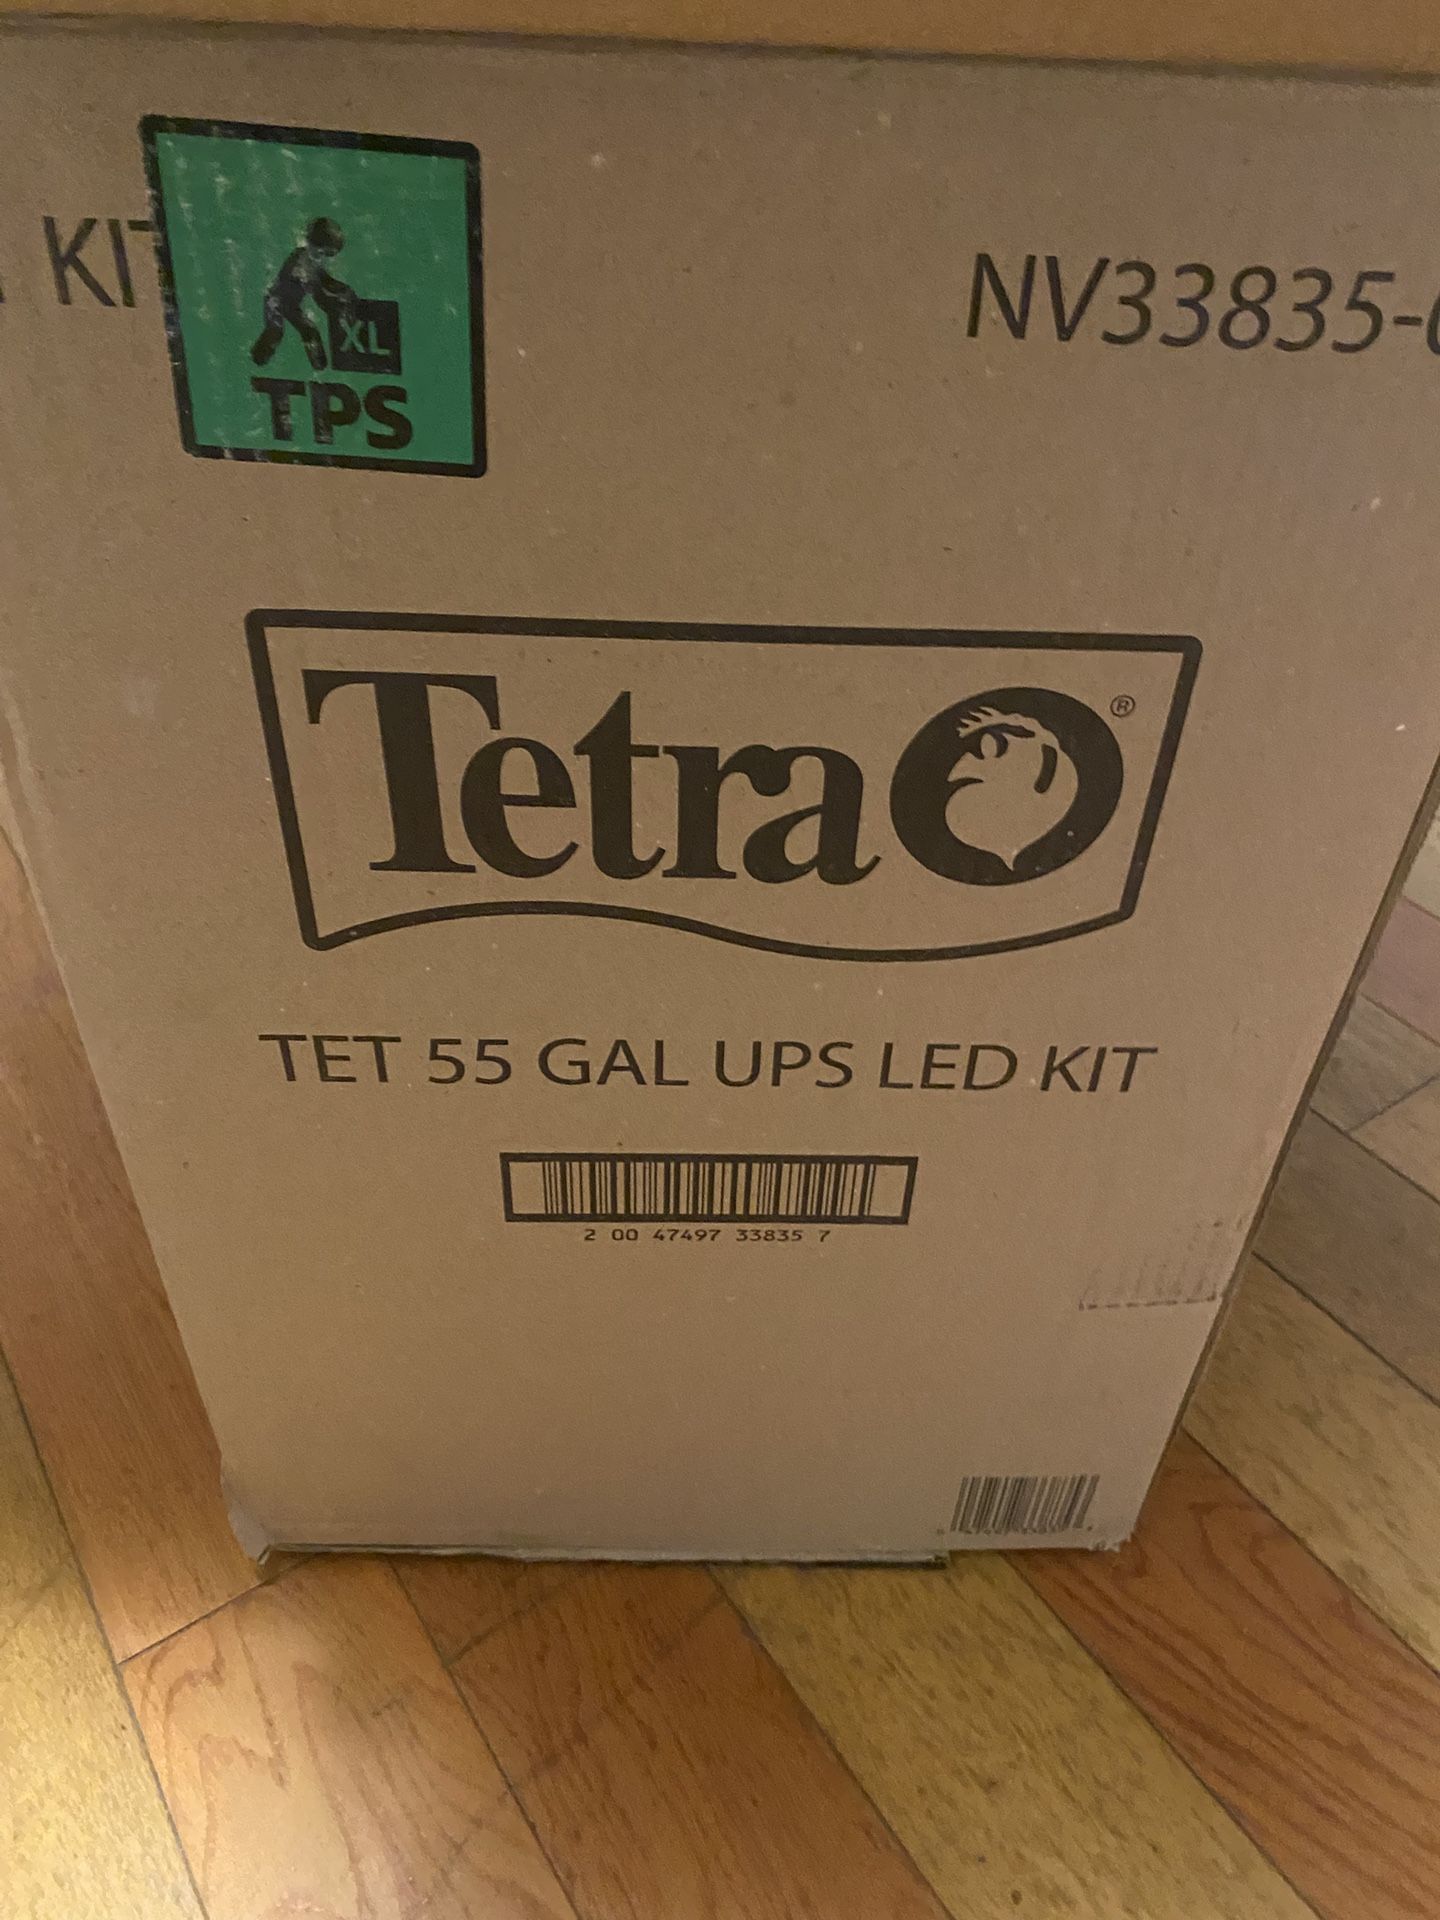 KIT
NV33835-
XL
TPS
Tetra®
TET 55 GAL UPS LED KIT
2 00 47497 33835 7